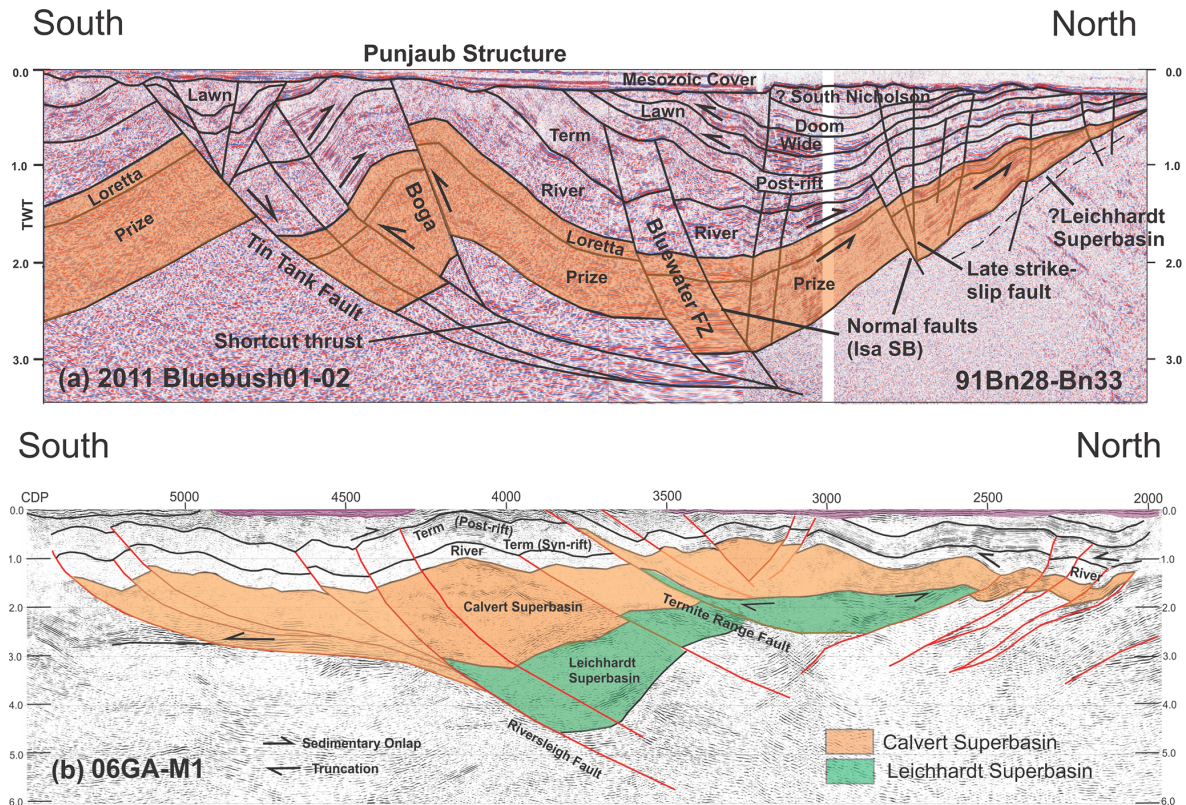 South
North
Punjaub Structure
0.0
0.0
Mesozoic Cover
Lawn
? South Nicholson
Lawn
Doom
Term
Wide
1.0
1.0
Loretta
Boga
River
Post-rift
TWT
Prize
River
?Leichhardt
Superbasin
Loretta
Bluewater FZ
2.0
2.0
Tin Tank Fault
Prize
Prize
Late strike-
slip fault
Shortcut thrust
Normal faults
(Isa SB)
3.0
3.0
(a) 2011 Bluebush01-02
91Bn28-Bn33
South
North
CDP
5000
4500
4000
3500
3000
2500
2000
0.0
0.0
Term
(Post-rift)
River
Term (Syn-rift)
1.0
1.0
River
Calvert Superbasin
2.0
2.0
Termite Range Fault
3.0
3.0
Leichhardt
Superbasin
4.0
4.0
Riversleigh Fault
Sedimentary Onlap
Calvert Superbasin
5.0
5.0
(b) 06GA-M1
Truncation
Leichhardt Superbasin
6.0
6.0